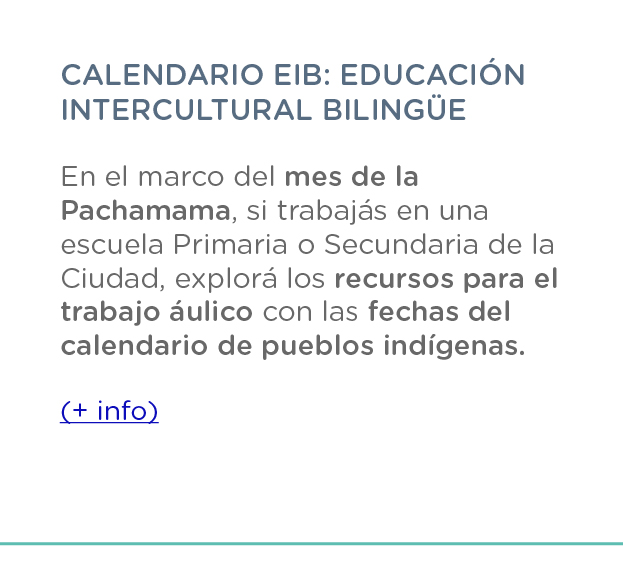 CALENDARIO EIB: EDUCACIÓN
INTERCULTURAL BILINGÜE
En el marco del mes de la
Pachamama, si trabajás en una
escuela Primaria o Secundaria de la
Ciudad, explorá los recursos para el
trabajo áulico con las fechas del
calendario de pueblos indígenas.
(+ info)